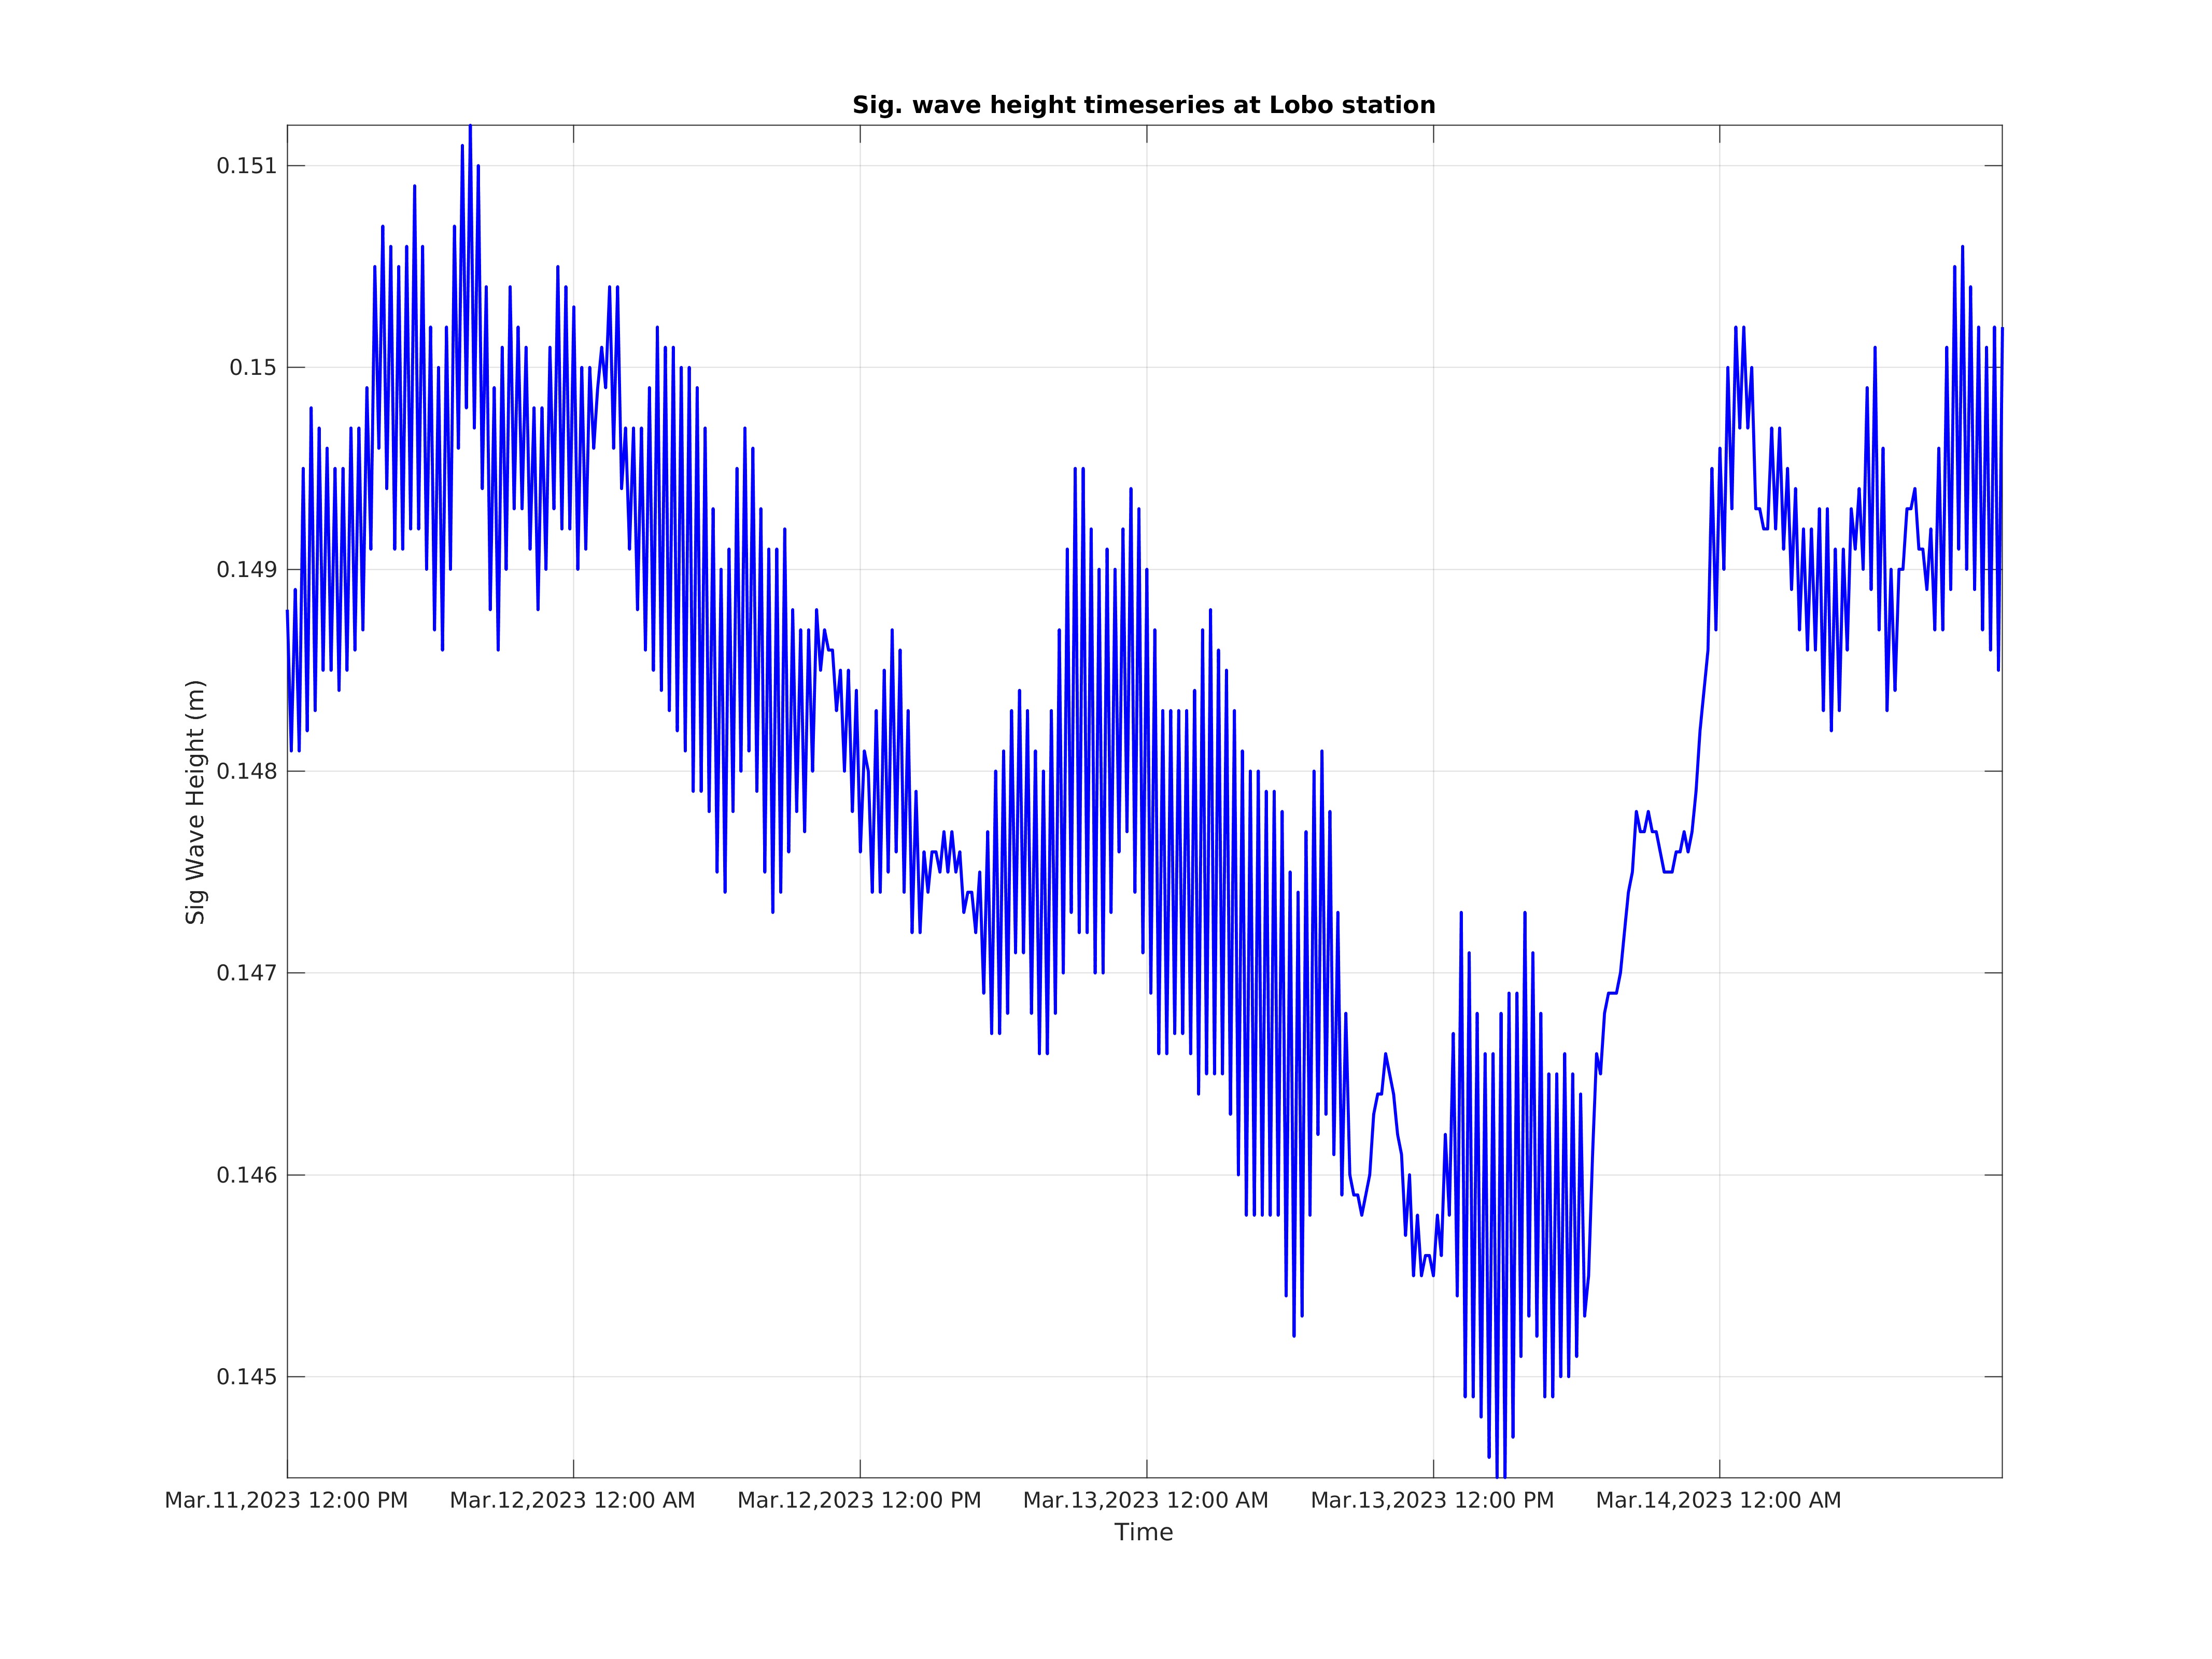 Sig. wave height timeseries at Lobo station
Sig Wave Height (m)
0.151
0.15
0.149
0.148
0.147
0.146
0.145
Mar.11,2023 12:00 PM
Mar.12,2023 12:00 AM
Mar.12,2023 12:00 PM
Mar.13,2023 12:00 AM
Mar.13,2023 12:00 PM
Mar.14,2023 12:00 AM
Time